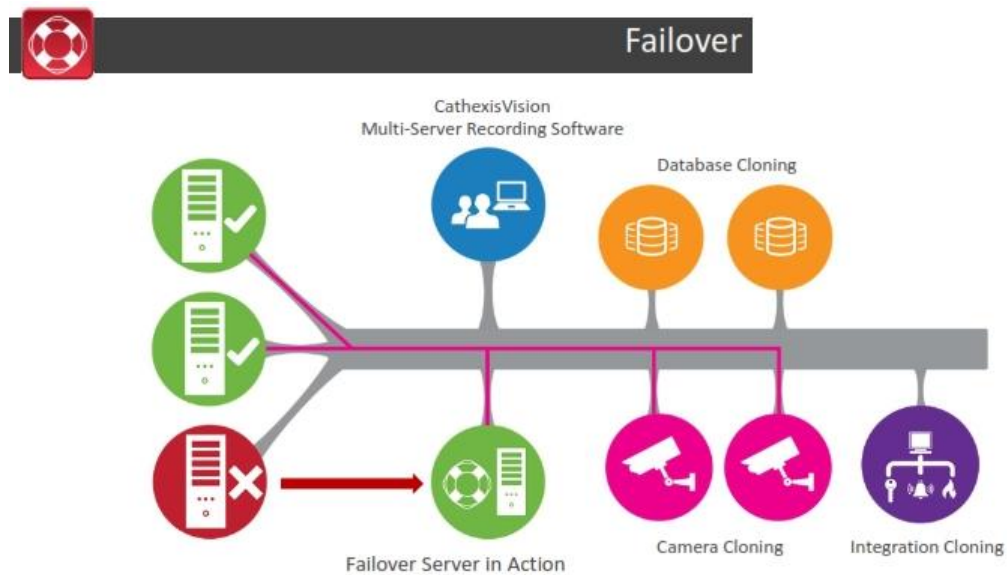 Failover
CathexisVision
Multi-Server Recording Software
Database Cloning
Failover Server in Action
Camera Cloning
Integration Cloning